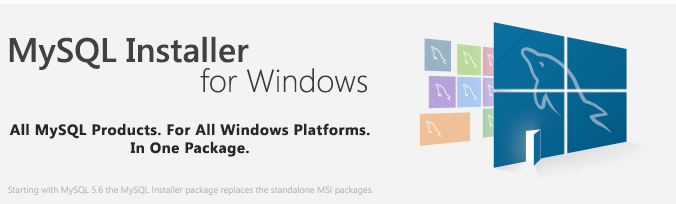 MySQL Installer
for Windows
All MySQL Products. For All Windows Platforms.
In One Package.
Starting with MySQL 5.6 the MySQL Installer package replaces the standalone MSI packages.